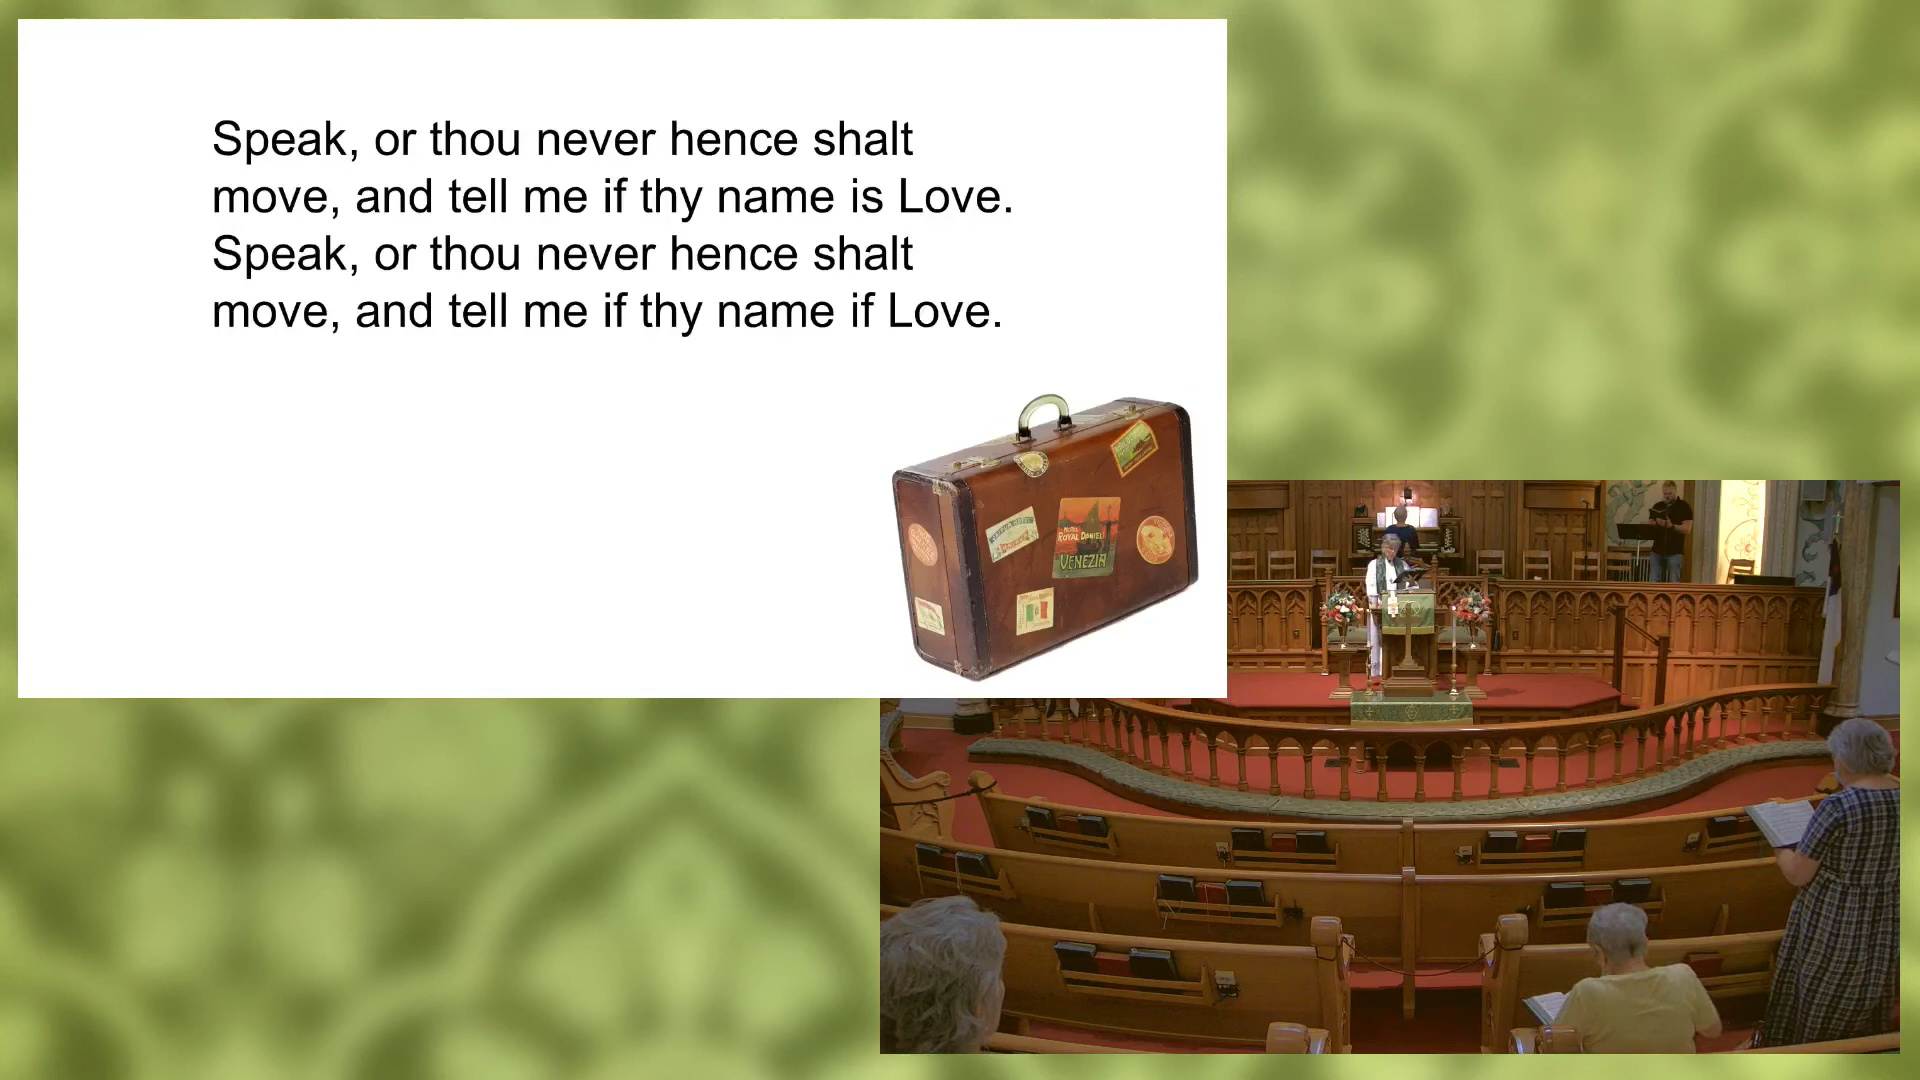 Speak, or thou never hence shalt
move, and tell me if thy name is Love.
Speak, or thou never hence shalt
move, and tell me if thy name if Love.
HOTEL
ROYAL DANIELI
VENEZIA